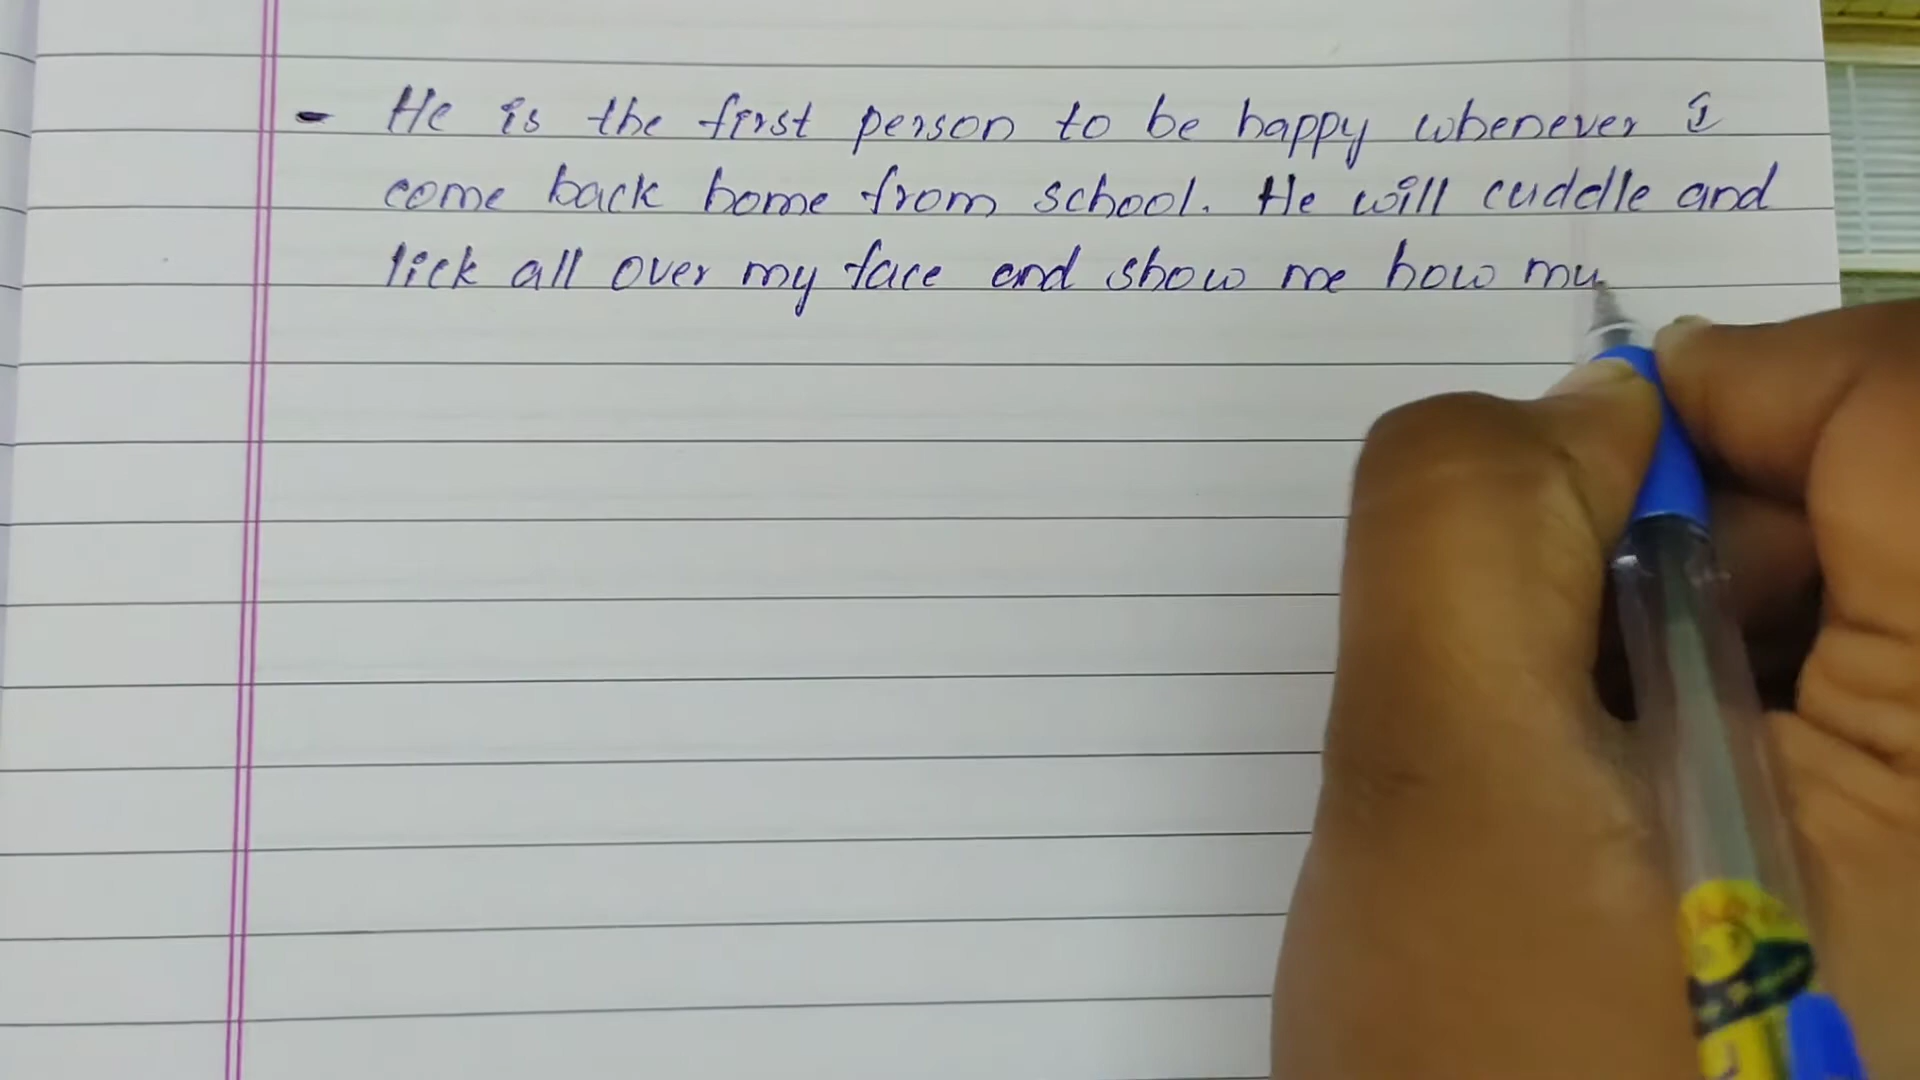 - He is the first person to be happy whenever I
come back home from school. He will cuddle and
lick all over my face and show me how mu